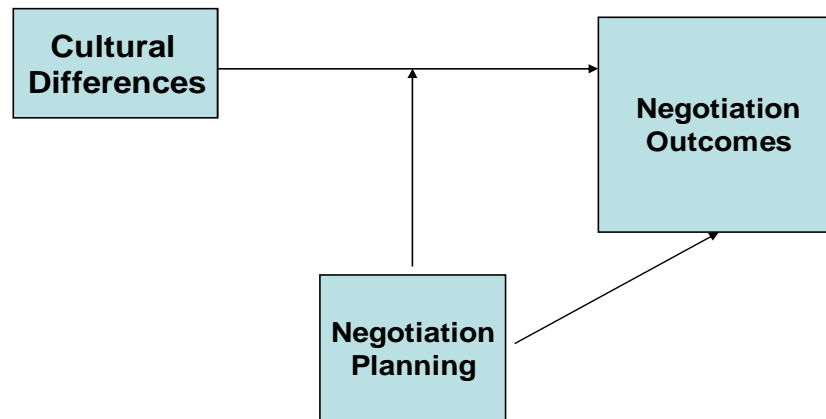 Cultural
Differences
Negotiation
Outcomes
Negotiation
Planning